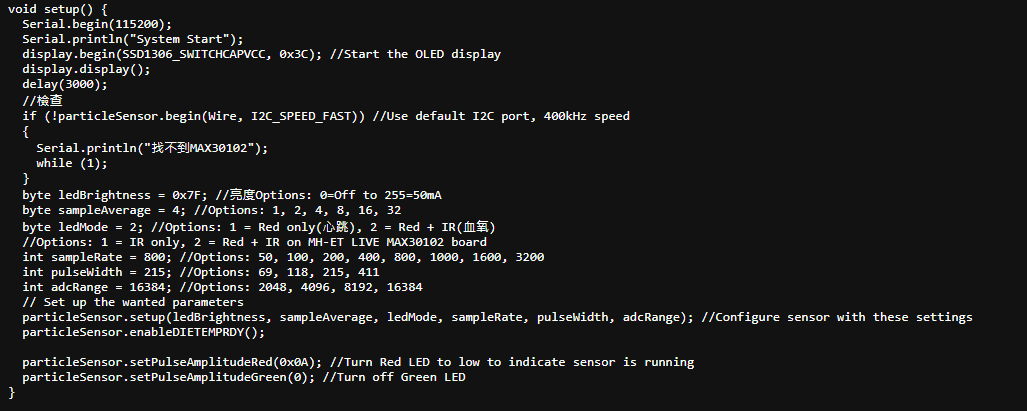 void setup() {
  Serial.begin(115200);
  Serial.println("System Start");
  display.begin(SSD1306_SWITCHCAPVCC, 0x3C); //Start the OLED display
  display.display();
  delay(3000);
  //檢查
  if (!particleSensor.begin(Wire, I2C_SPEED_FAST)) //Use default I2C port, 400kHz speed
  {
    Serial.println("找不到MAX30102");
    while (1);
  }
  byte ledBrightness = 0x7F; //亮度Options: 0=Off to 255=50mA
  byte sampleAverage = 4; //Options: 1, 2, 4, 8, 16, 32
  byte ledMode = 2; //Options: 1 = Red only(心跳), 2 = Red + IR(血氧)
  //Options: 1 = IR only, 2 = Red + IR on MH-ET LIVE MAX30102 board
  int sampleRate = 800; //Options: 50, 100, 200, 400, 800, 1000, 1600, 3200
  int pulseWidth = 215; //Options: 69, 118, 215, 411
  int adcRange = 16384; //Options: 2048, 4096, 8192, 16384
  // Set up the wanted parameters
  particleSensor.setup(ledBrightness, sampleAverage, ledMode, sampleRate, pulseWidth, adcRange); //Configure sensor with these settings
  particleSensor.enableDIETEMPRDY();

  particleSensor.setPulseAmplitudeRed(0x0A); //Turn Red LED to low to indicate sensor is running
  particleSensor.setPulseAmplitudeGreen(0); //Turn off Green LED
}